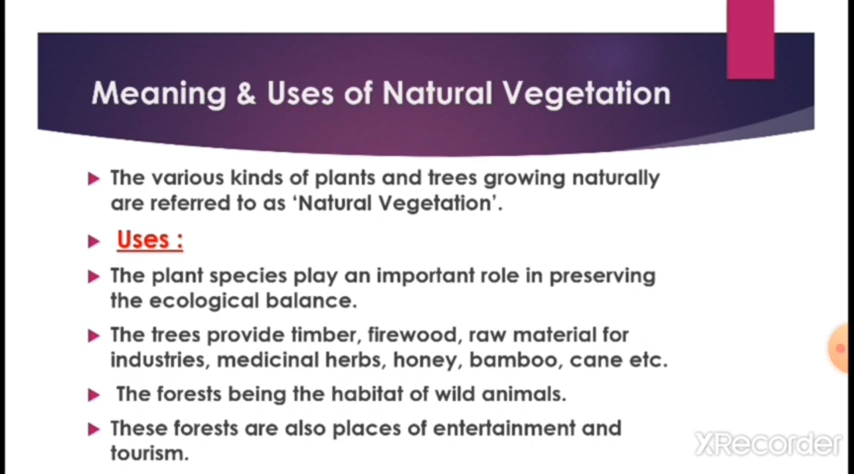 Meaning & Uses of Natural Vegetation
The various kinds of plants and trees growing naturally
are referred to as ‘Natural Vegetation’.
Uses :
The plant species play an important role in preserving
the ecological balance.
The trees provide timber, firewood, raw material for
industries, medicinal herbs, honey, bamboo, cane etc.
The forests being the habitat of wild animals.
These forests are also places of entertainment and
tourism.
XRecorder